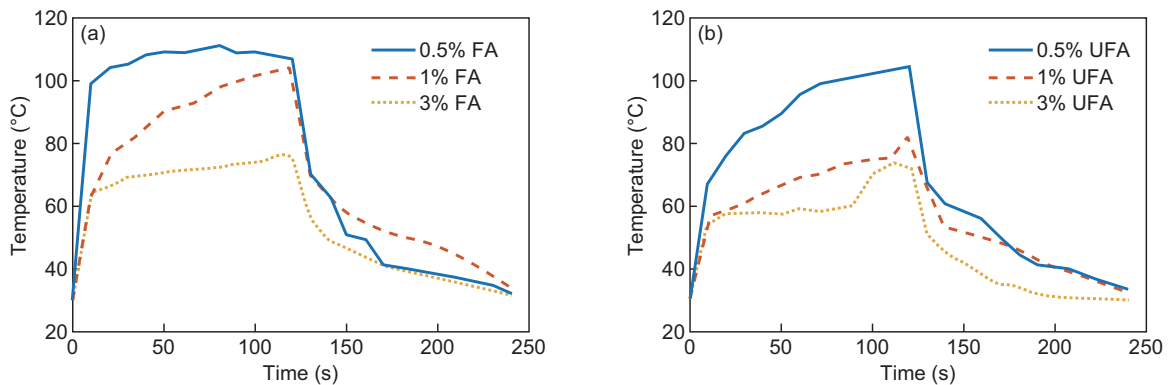 (a)
0.5% FA
1% FA
3% FA
Temperature (°C)
120
100
80
60
40
20
0 50 100 150 200 250
Time (s)
(b)
0.5% UFA
1% UFA
3% UFA
Temperature (°C)
120
100
80
60
40
20
0 50 100 150 200 250
Time (s)